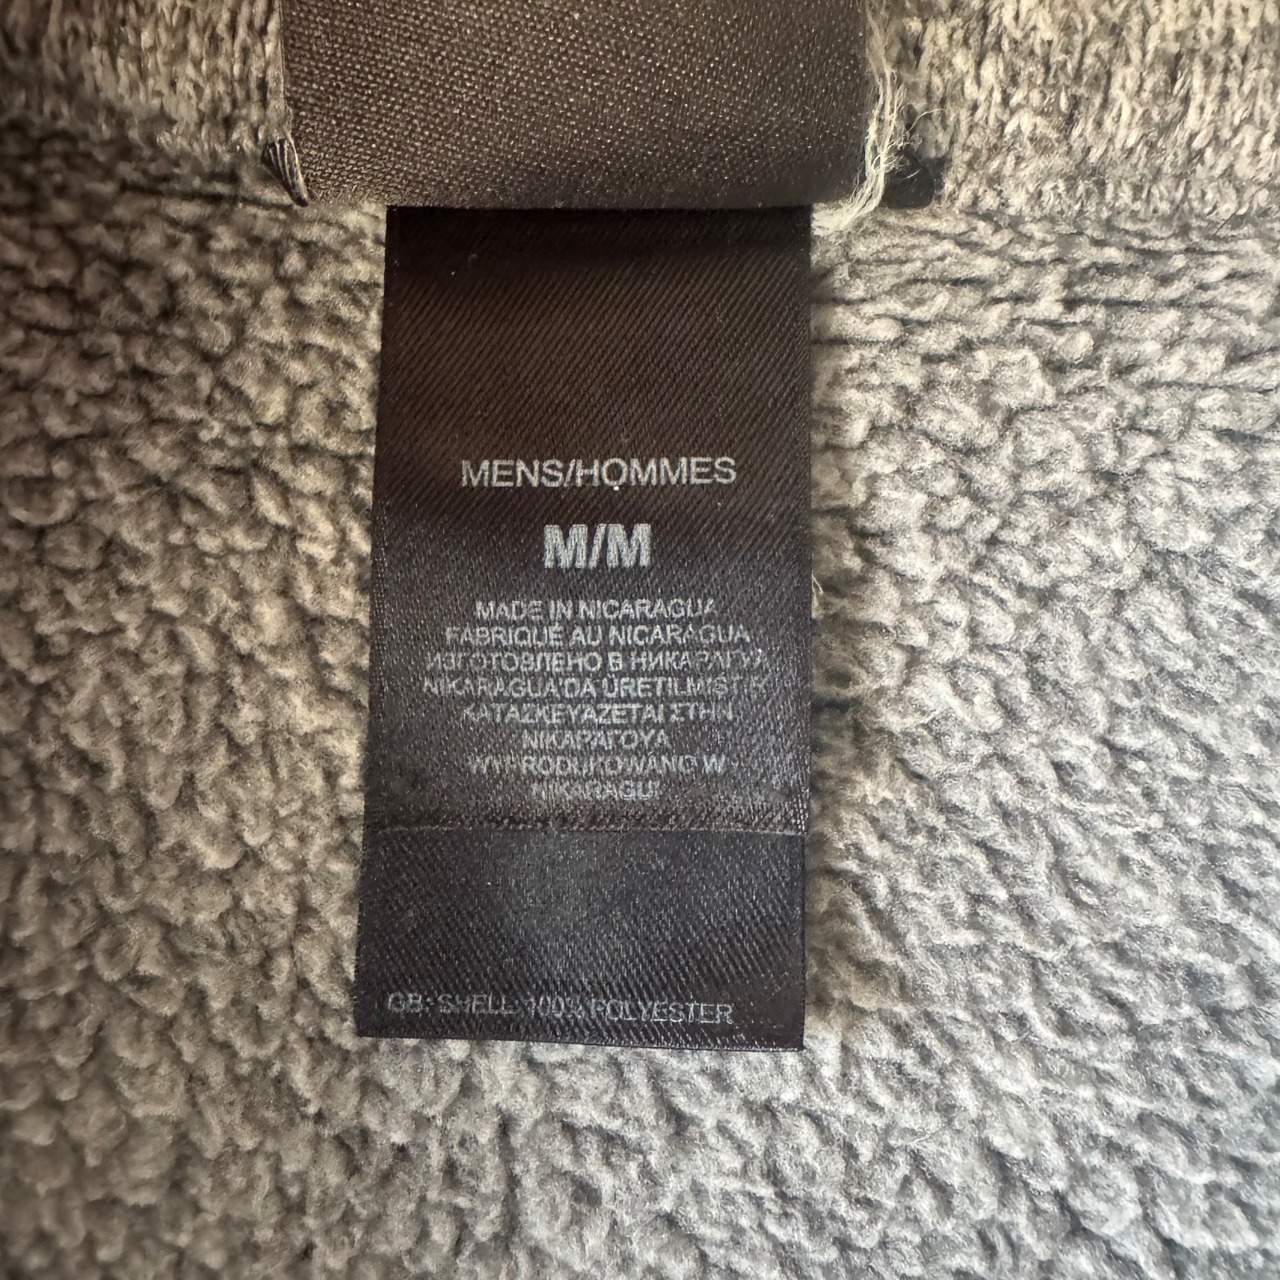 MENS/HOMMES
M/M
MADE IN NICARAGUA
FABRIQUÉ AU NICARAGUA
ИЗГОТОВЛЕНО В НИКАРАГУА
NIKARAGUA'DA ÜRETILMISTIR
ΚΑΤΑΣΚΕΥΑΖΕΤΑΙ ΣΤΗΝ
ΝΙΚΑΡΑΓΟΥΑ
WYPRODUKOWANO W
NIKARAGUI
GB: SHELL: 100% POLYESTER